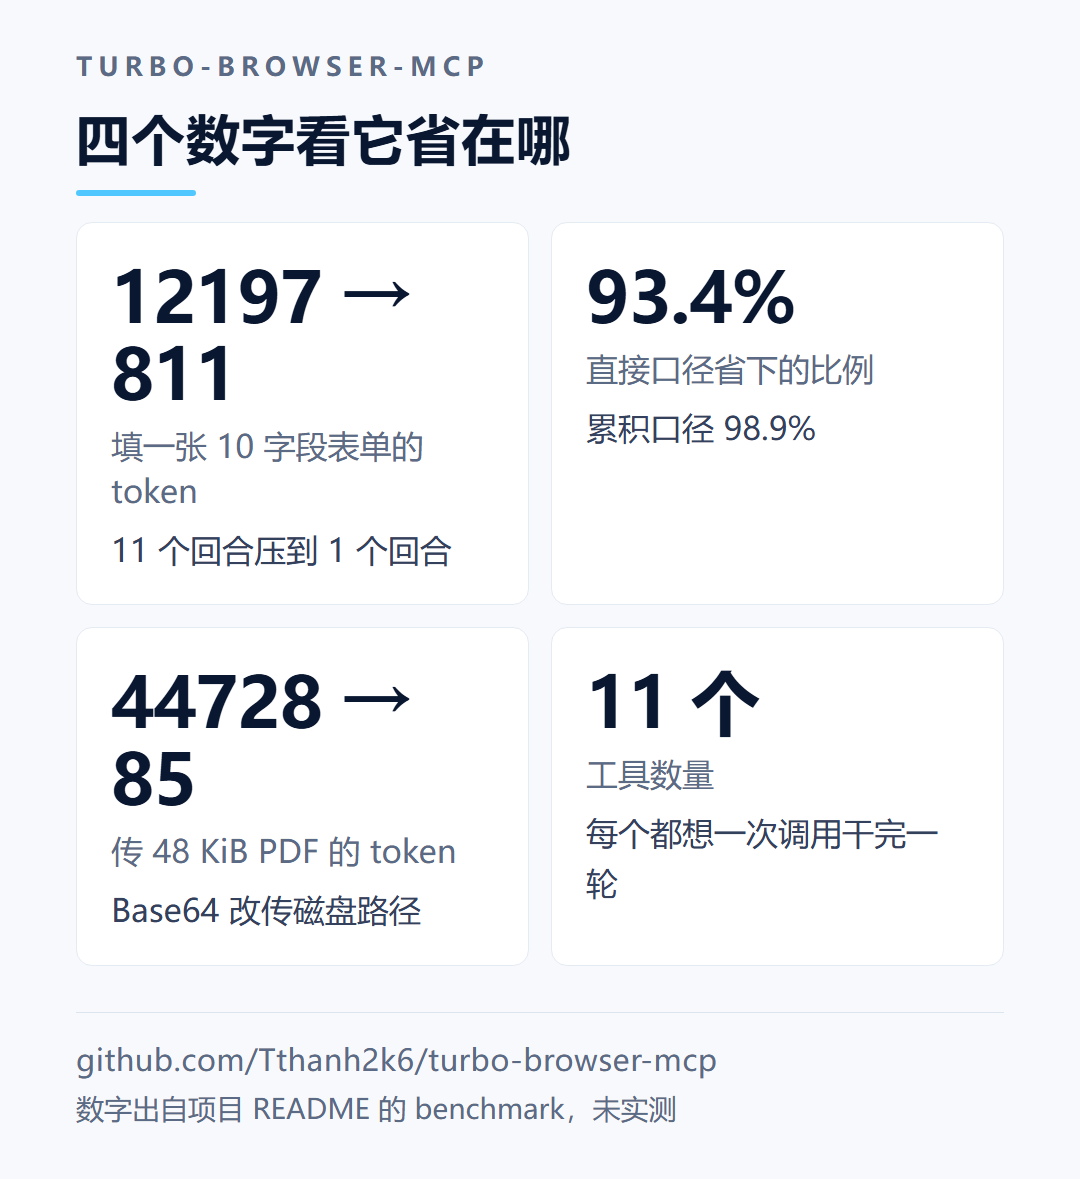 TURBO-BROWSER-MCP
四个数字看它省在哪
12197 →
811
填一张 10 字段表单的
token
11 个回合压到 1 个回合
93.4%
直接口径省下的比例
累积口径 98.9%
44728 →
85
传 48 KiB PDF 的 token
Base64 改传磁盘路径
11 个
工具数量
每个都想一次调用干完一
轮
github.com/Tthanh2k6/turbo-browser-mcp
数字出自项目 README 的 benchmark，未实测